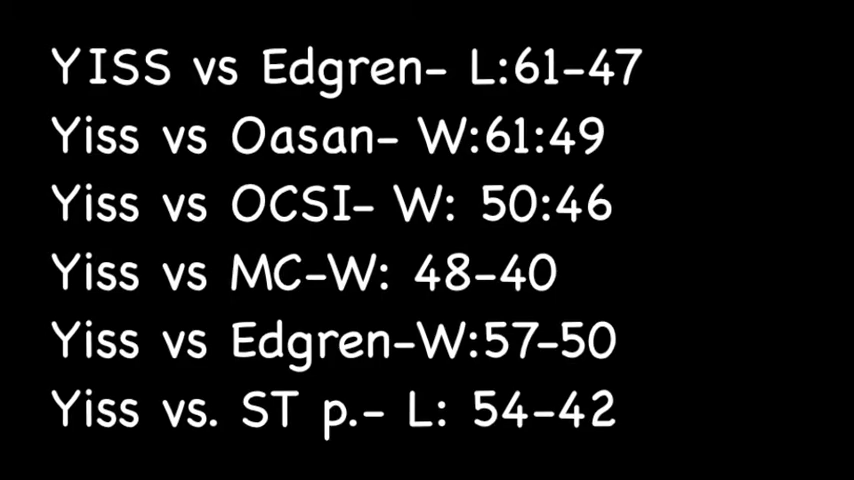 YISS vs Edgren- L:61-47
Yiss vs Oasan- W:61:49
Yiss vs OCSI- W: 50:46
Yiss vs MC-W: 48-40
Yiss vs Edgren-W:57-50
Yiss vs. ST p.- L: 54-42